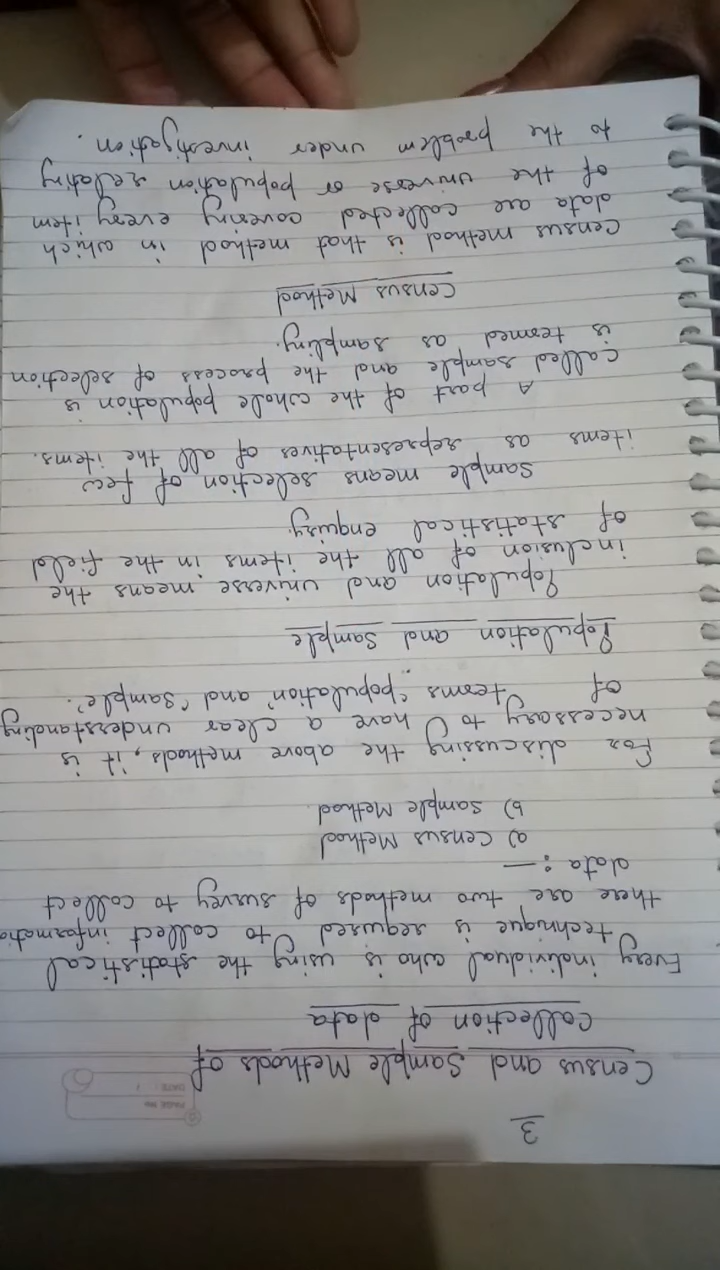 3
PAGE No.
DATE
Census and Sample Methods of
Collection of data
Every individual who is using the statistical
technique is required to collect informatio
there are two methods of survey to collect
data :-
a) Census Method
b) Sample Method.
For discussing the above methods, it is
necessary to have a clear understanding
of terms 'population' and 'sample'.
Population and Sample
Population and universe means the
inclusion of all the items in the field
of statistical enquiry.
Sample means selection of few
items as representatives of all the items.
A part of the whole population is
called sample and the process of selection
is termed as sampling.
Census Method
Census method is that method in which
data are collected covering every item
of the universe or population relating
to the problem under investigation.